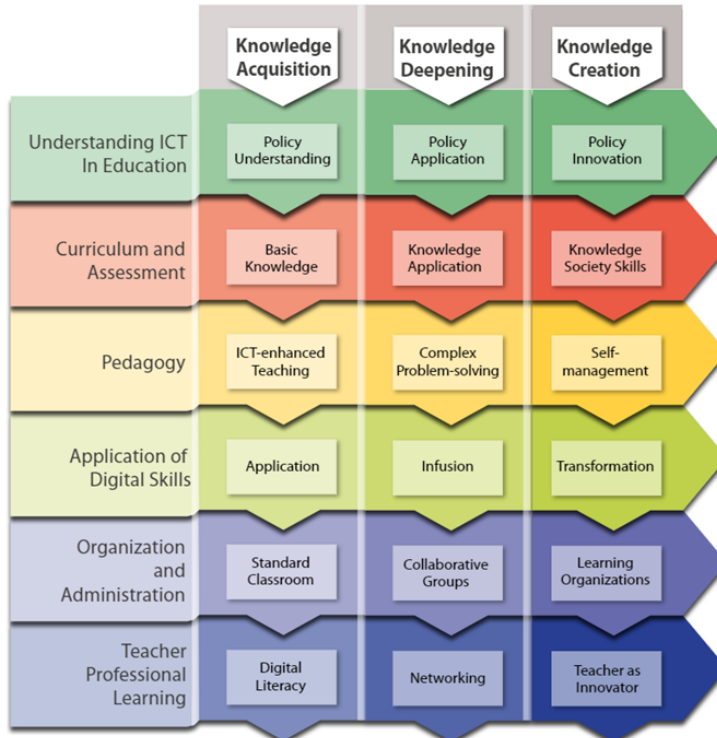 Knowledge
Acquisition
Knowledge
Deepening
Knowledge
Creation
Understanding ICT
In Education
Policy
Understanding
Policy
Application
Policy
Innovation
Curriculum and
Assessment
Basic
Knowledge
Knowledge
Application
Knowledge
Society Skills
Pedagogy
ICT-enhanced
Teaching
Complex
Problem-solving
Self-
management
Application of
Digital Skills
Application
Infusion
Transformation
Organization
and
Administration
Standard
Classroom
Collaborative
Groups
Learning
Organizations
Teacher
Professional
Learning
Digital
Literacy
Networking
Teacher as
Innovator